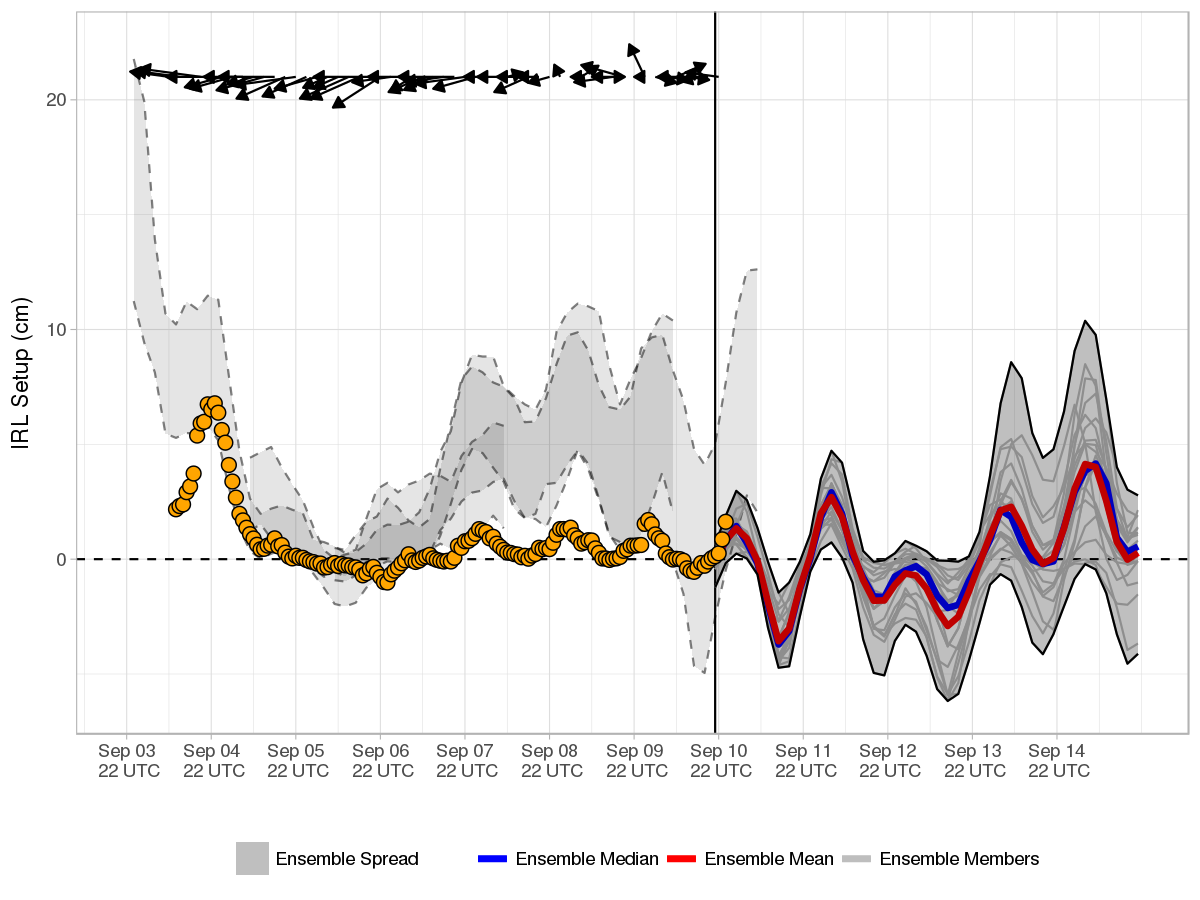 20
10
0
IRL Setup (cm)
Sep 03 Sep 04 Sep 05 Sep 06 Sep 07 Sep 08 Sep 09 Sep 10 Sep 11 Sep 12 Sep 13 Sep 14
22 UTC 22 UTC 22 UTC 22 UTC 22 UTC 22 UTC 22 UTC 22 UTC 22 UTC 22 UTC 22 UTC 22 UTC
Ensemble Spread Ensemble Median Ensemble Mean Ensemble Members